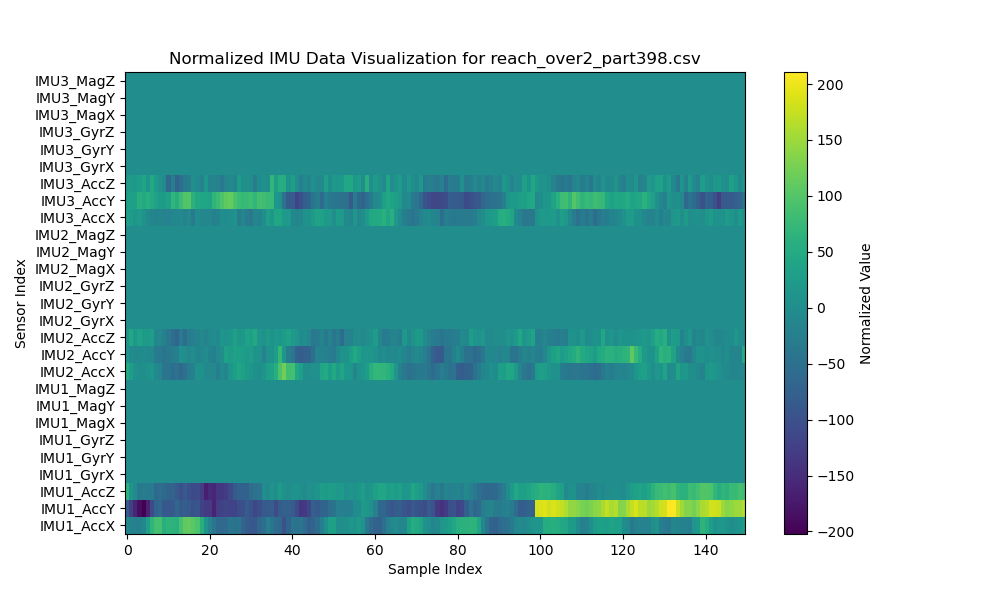 Normalized IMU Data Visualization for reach_over2_part398.csv
IMU3_MagZ
IMU3_MagY
IMU3_MagX
IMU3_GyrZ
IMU3_GyrY
IMU3_GyrX
IMU3_AccZ
IMU3_AccY
IMU3_AccX
IMU2_MagZ
IMU2_MagY
IMU2_MagX
IMU2_GyrZ
IMU2_GyrY
IMU2_GyrX
IMU2_AccZ
IMU2_AccY
IMU2_AccX
IMU1_MagZ
IMU1_MagY
IMU1_MagX
IMU1_GyrZ
IMU1_GyrY
IMU1_GyrX
IMU1_AccZ
IMU1_AccY
IMU1_AccX
Sensor Index
0 20 40 60 80 100 120 140
Sample Index
200
150
100
50
0
−50
−100
−150
−200
Normalized Value